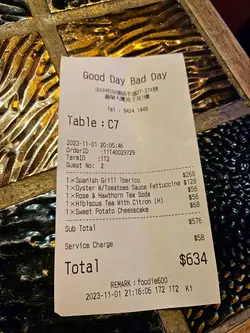 Good Day Bad Day
Tel : 9424 1849
Table : C7
2023-11-01 20:05:46
OrderID :11T40029729
TermID :1T2
Guest No: 2
1×Spanish Grill Iberico $268
1×Oyster W/Tomatoes Sauce Fettuccine $128
1×Rose & Hawthorn Tea Soda $56
1×Hibiscus Tea With Citron (H) $56
1×Sweet Potato Cheesecake $68
Sub Total $576
Service Charge $58
Total $634
REMARK : foodie600
2023-11-01 21:16:06 1T2 1T2 K1